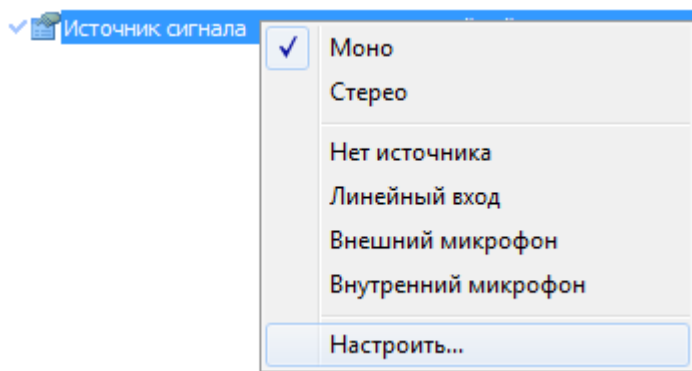 Источник сигнала
Моно
Стерео
Нет источника
Линейный вход
Внешний микрофон
Внутренний микрофон
Настроить...